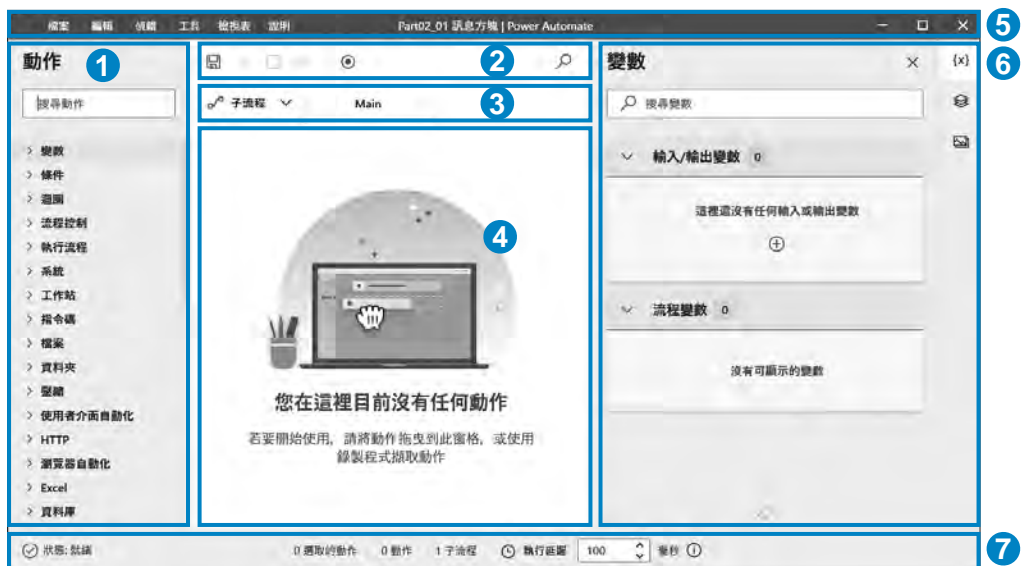 檔案 編輯 偵錯 工具 檢視表 說明 Part02_01 訊息方塊 | Power Automate 5
動作 1
搜尋動作
變數
條件
迴圈
流程控制
執行流程
系統
工作站
指令碼
檔案
資料夾
壓縮
使用者介面自動化
HTTP
瀏覽器自動化
Excel
資料庫
2
子流程 Main 3
4
您在這裡目前沒有任何動作
若要開始使用，請將動作拖曳到此窗格，或使用
錄製程式擷取動作
變數 {x} 6
搜尋變數
輸入/輸出變數 0
這裡還沒有任何輸入或輸出變數
流程變數 0
沒有可顯示的變數
狀態: 就緒 0 選取的動作 0 動作 1 子流程 執行延遲 100 毫秒 7